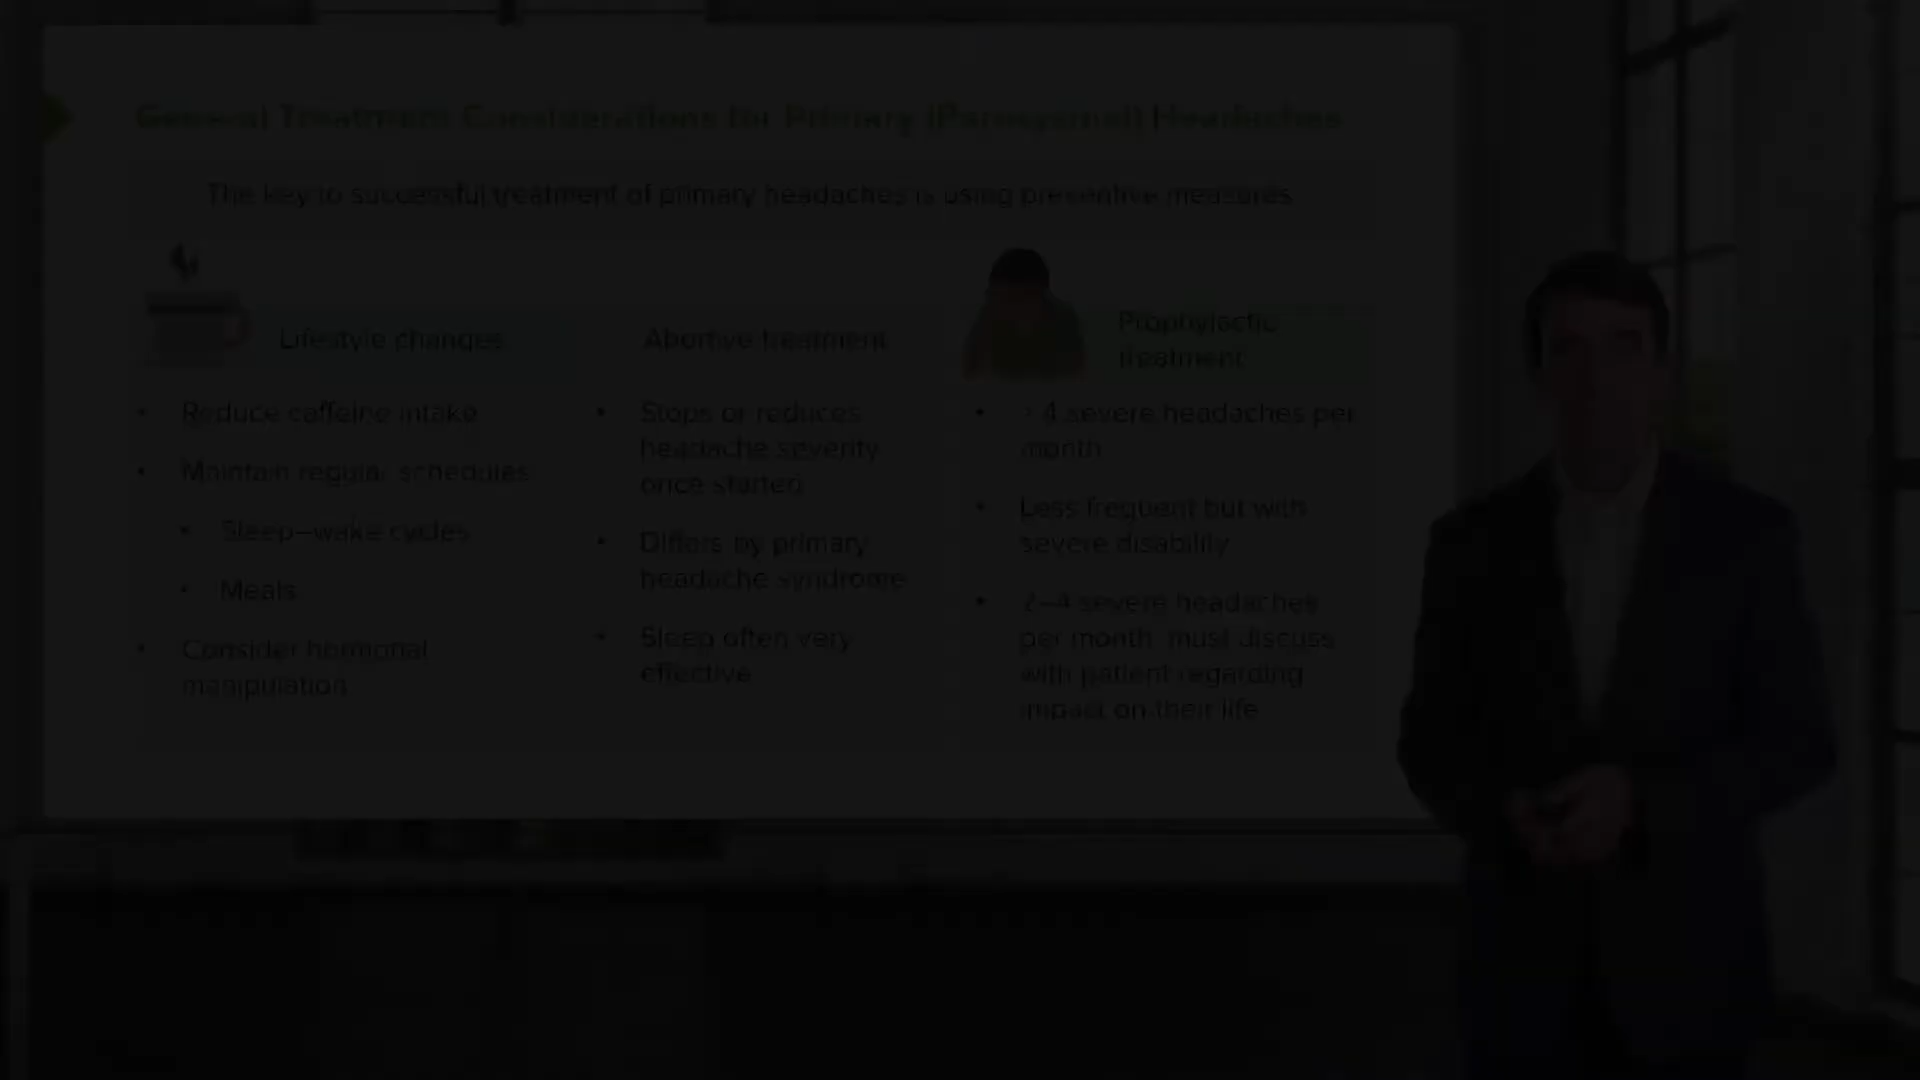 General Treatment Considerations for Primary (Paroxysmal) Headaches
The key to successful treatment of primary headaches is using preventive measures
Lifestyle changes
• Reduce caffeine intake
• Maintain regular schedules
• Sleep–wake cycles
• Meals
• Consider hormonal
manipulation
Abortive treatment
• Stops or reduces
headache severity
once started
• Differs by primary
headache syndrome
• Sleep often very
effective
Prophylactic
treatment
• > 4 severe headaches per
month
• Less frequent but with
severe disability
• 2–4 severe headaches
per month: must discuss
with patient regarding
impact on their life